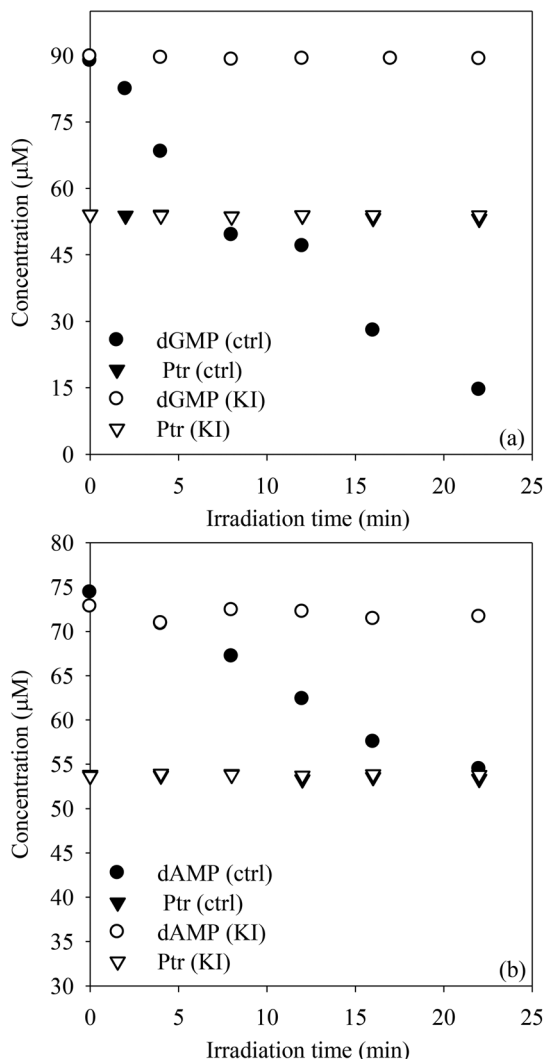 90
75
60
45
30
15
0
Concentration (µM)
dGMP (ctrl)
Ptr (ctrl)
dGMP (KI)
Ptr (KI)
(a)
0 5 10 15 20 25
Irradiation time (min)
80
75
70
65
60
55
50
45
40
35
30
Concentration (µM)
dAMP (ctrl)
Ptr (ctrl)
dAMP (KI)
Ptr (KI)
(b)
0 5 10 15 20 25
Irradiation time (min)